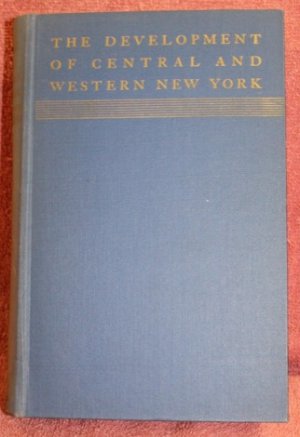 THE DEVELOPMENT
OF CENTRAL AND
WESTERN NEW YORK